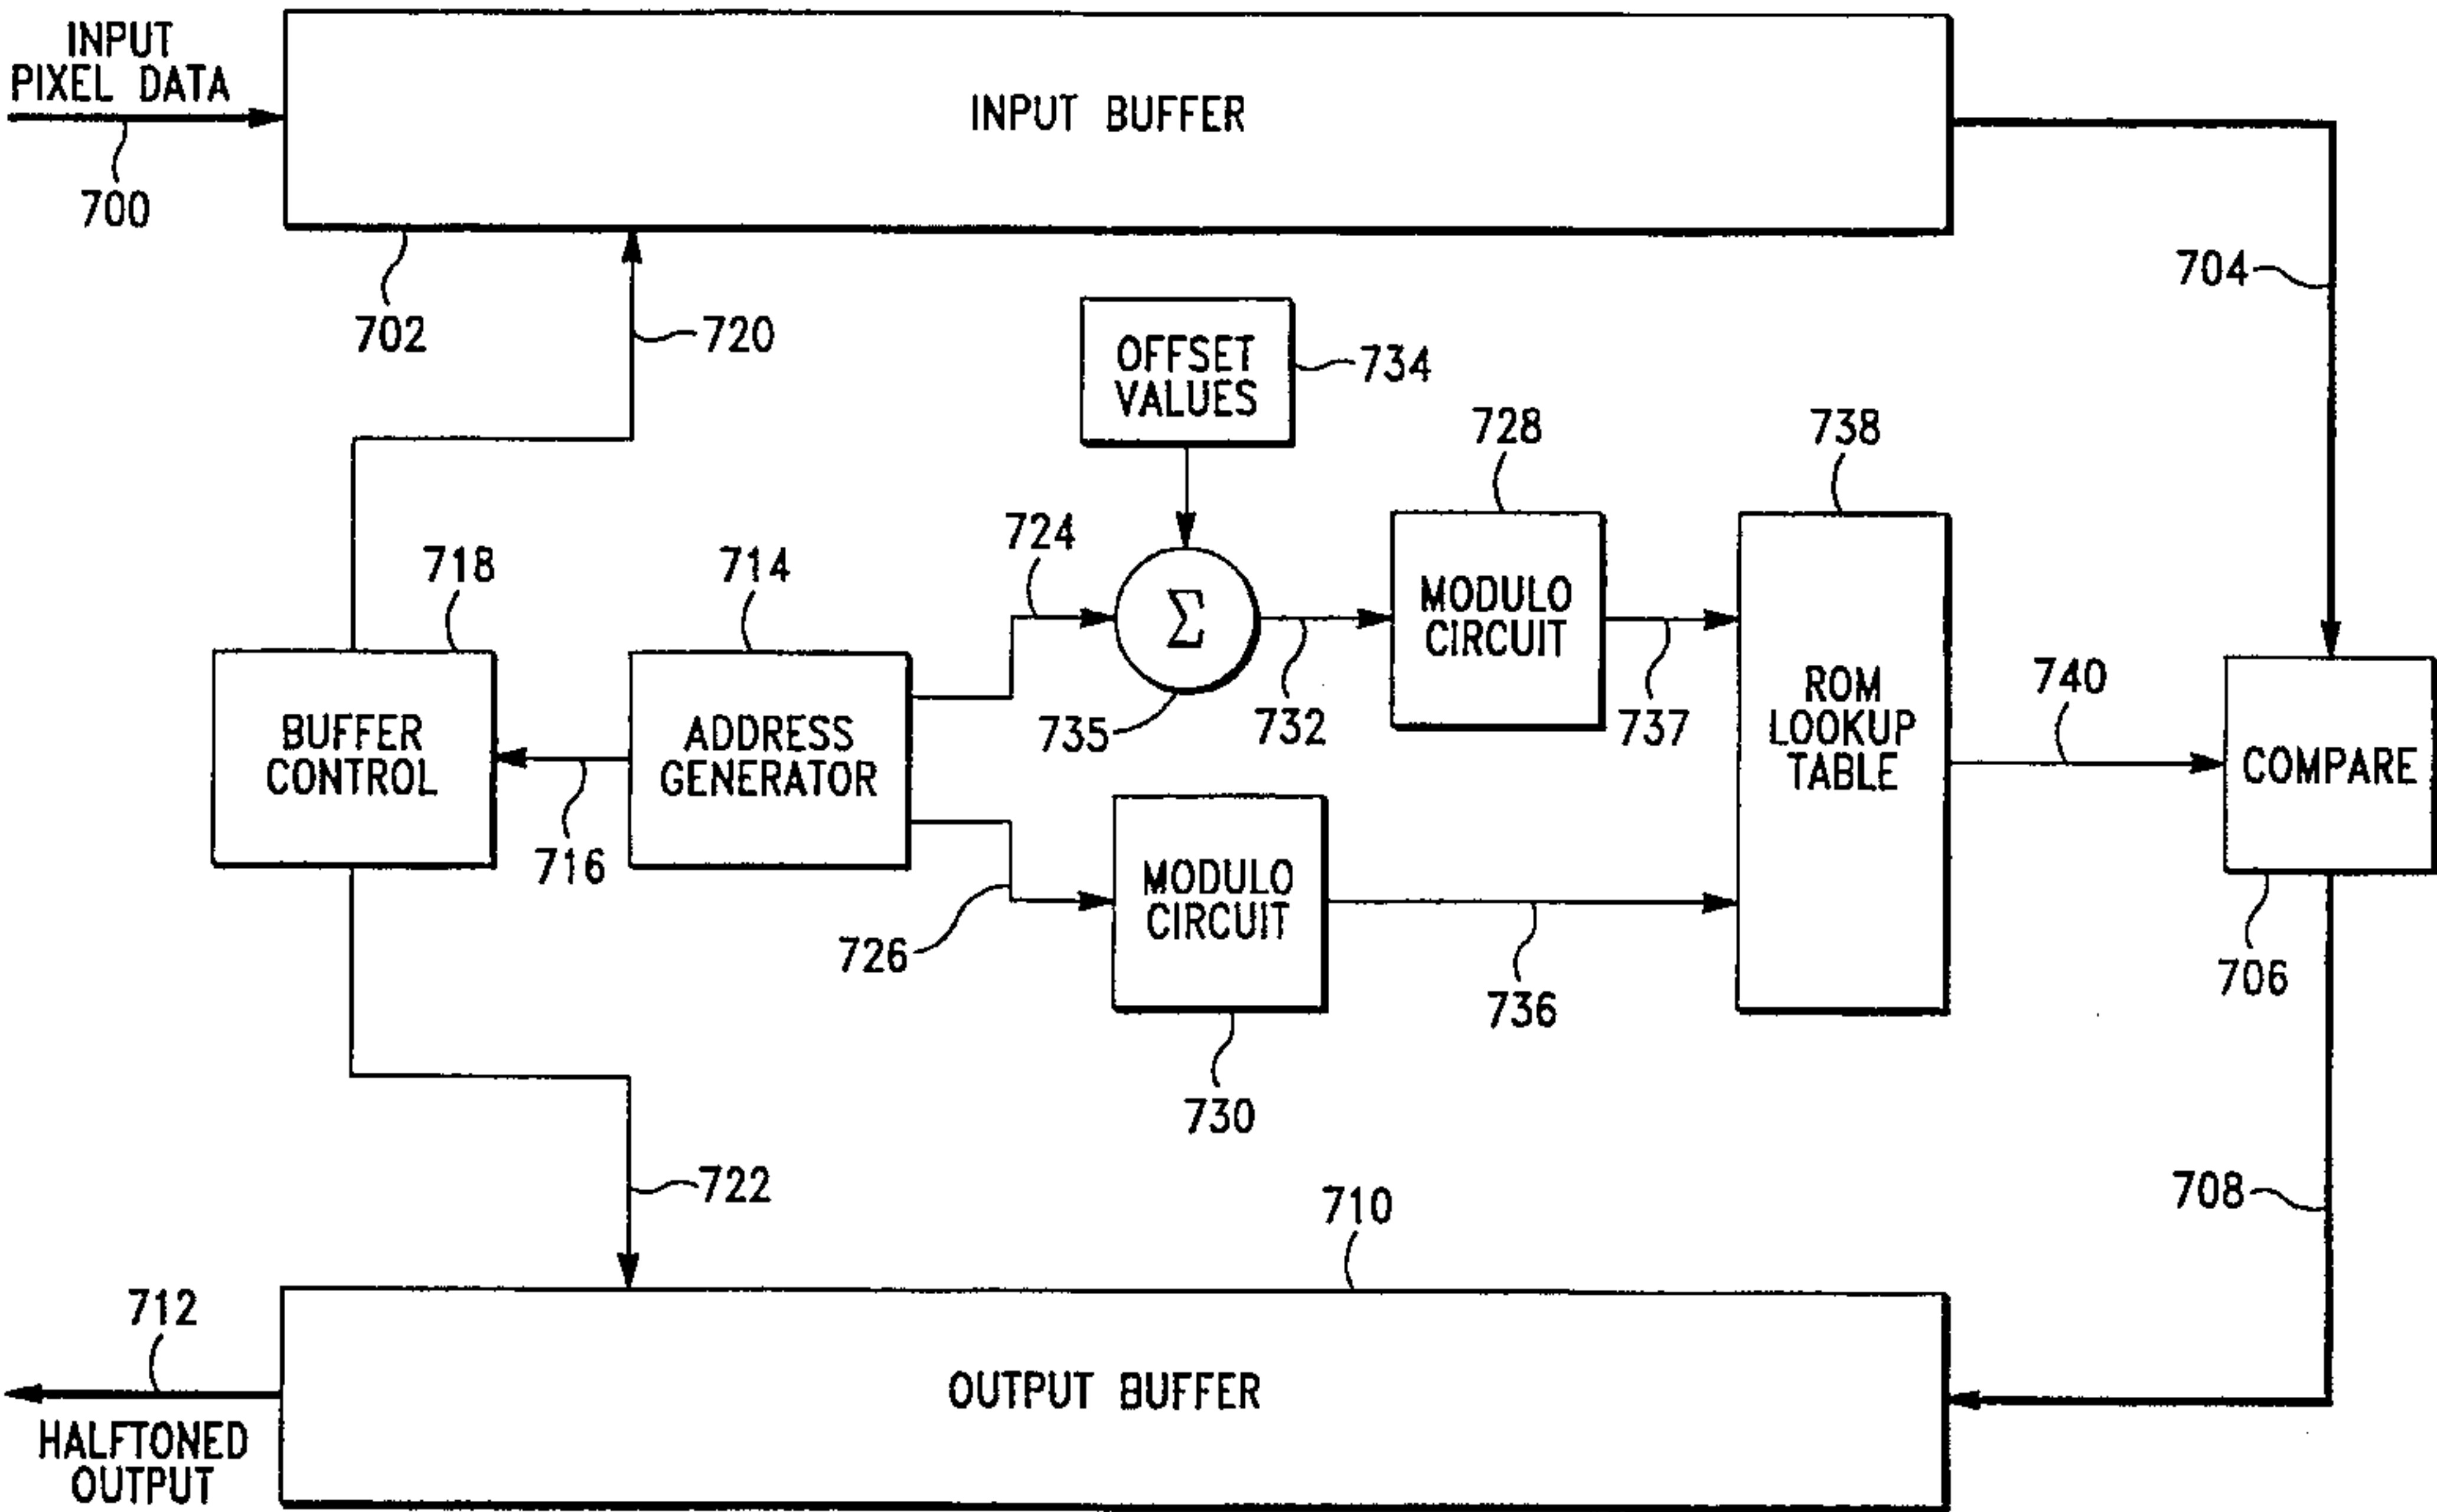 INPUT
PIXEL DATA
700
INPUT BUFFER
702
704
720
OFFSET
VALUES
734
728
738
724
718
714
MODULO
CIRCUIT
Σ
735
732
737
ROM
LOOKUP
TABLE
740
BUFFER
CONTROL
716
ADDRESS
GENERATOR
COMPARE
706
726
MODULO
CIRCUIT
736
730
722
710
708
712
OUTPUT BUFFER
HALFTONED
OUTPUT